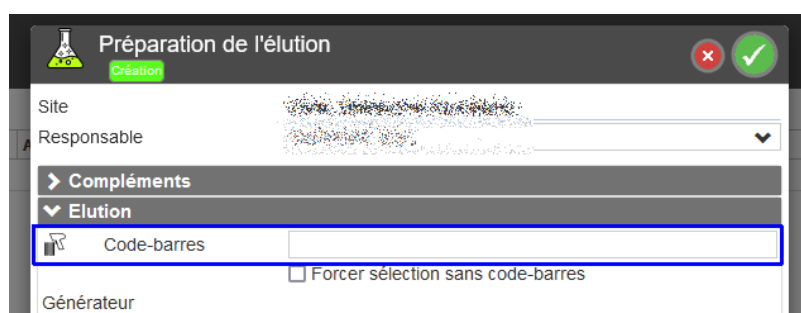 Préparation de l'élution
Création
Site
Responsable
Compléments
Elution
Code-barres
Forcer sélection sans code-barres
Générateur